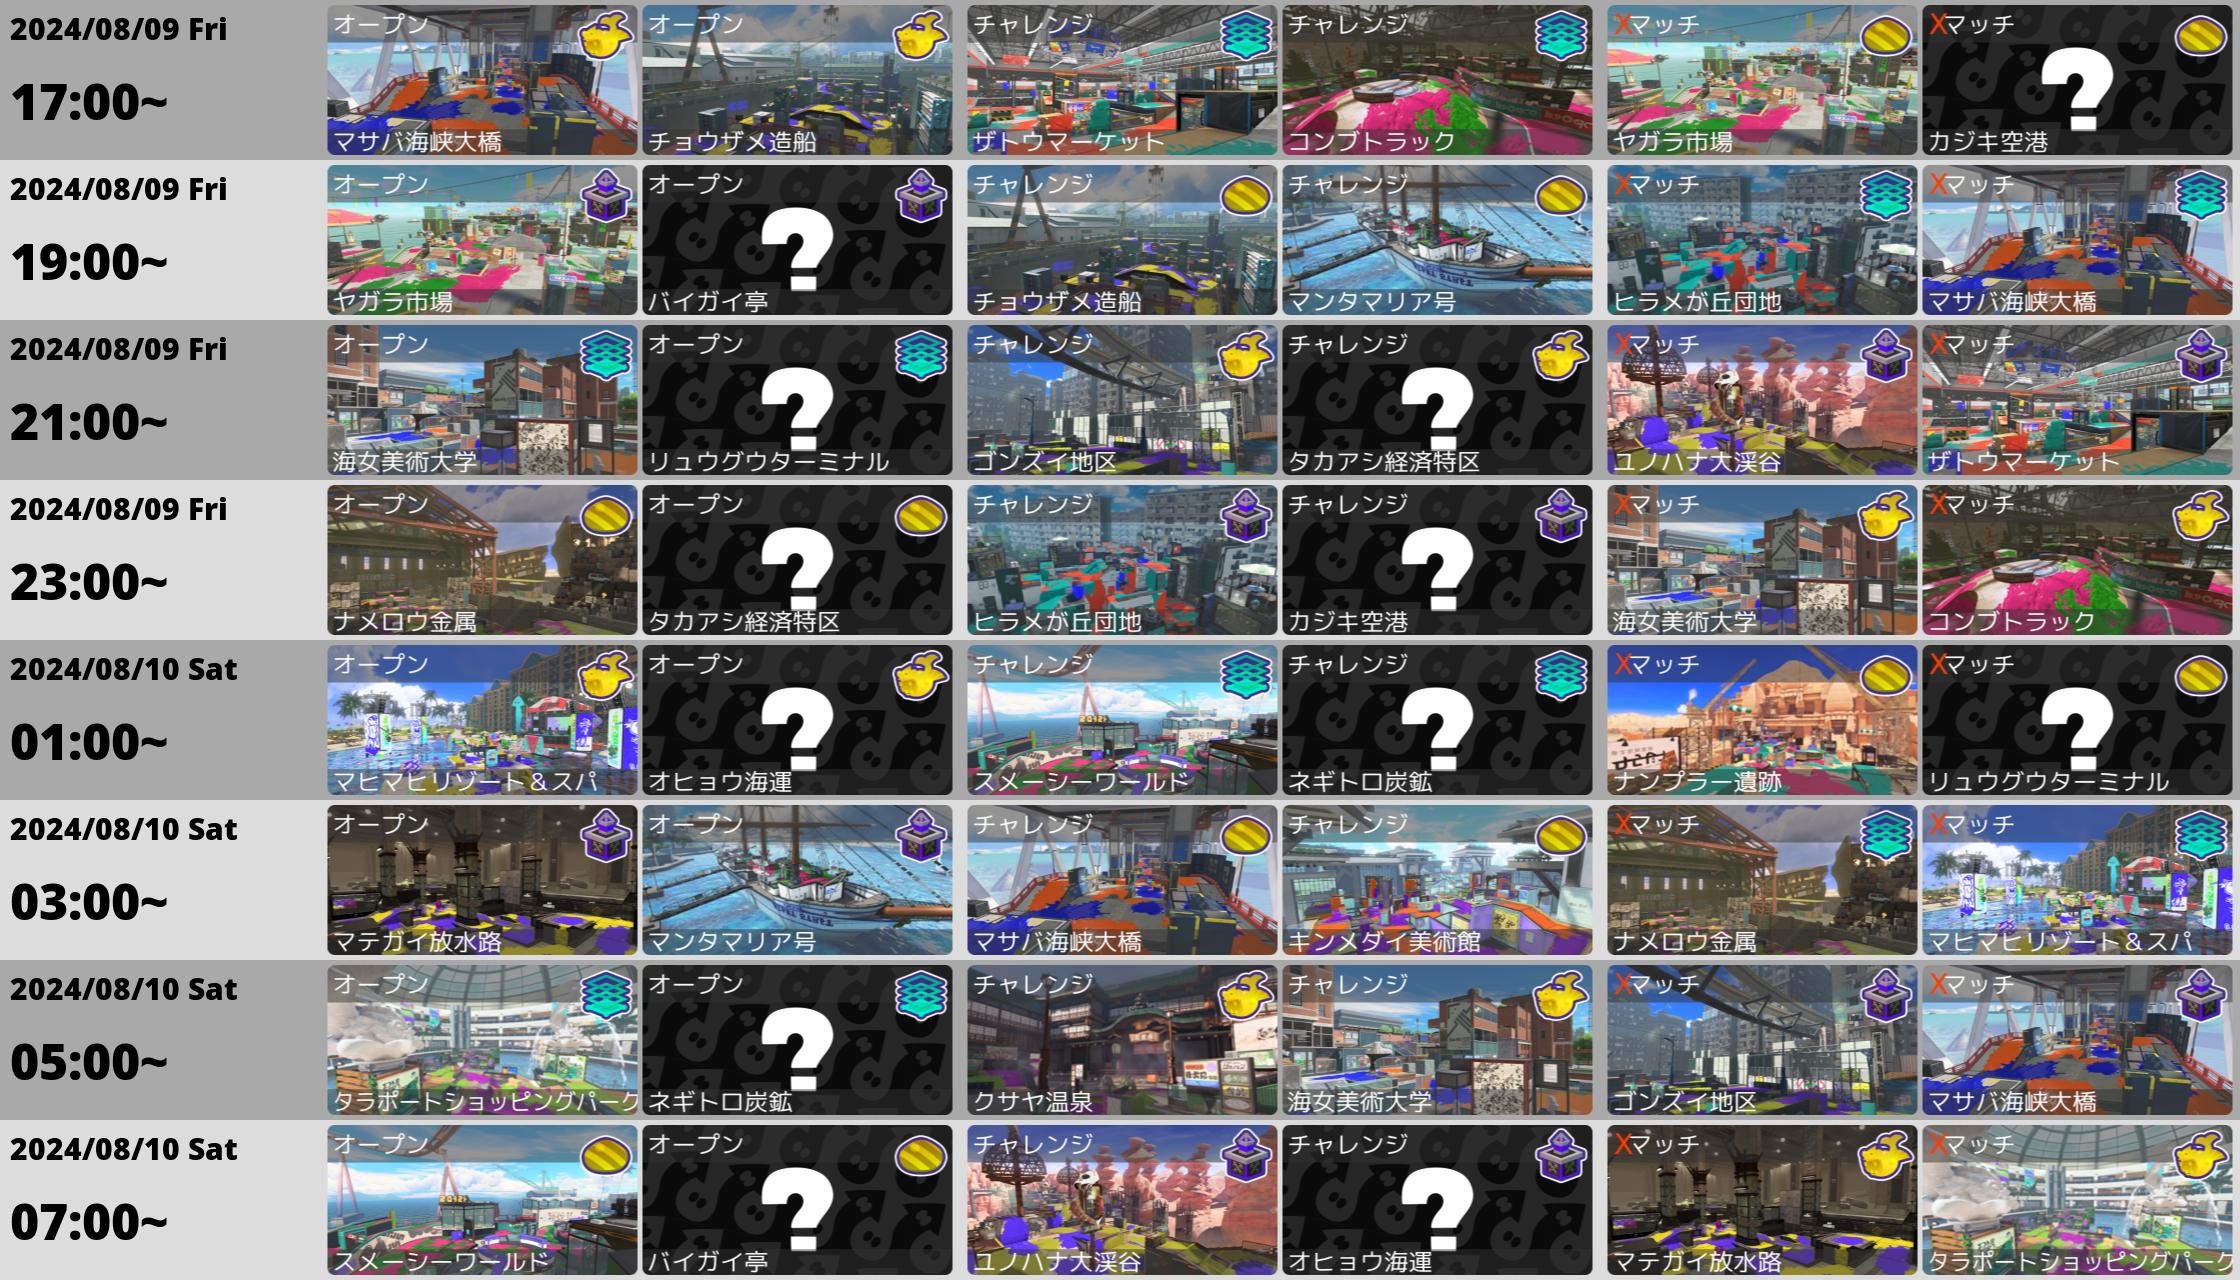 2024/08/09 Fri
17:00~
オープン
マサバ海峡大橋
オープン
チョウザメ造船
チャレンジ
ザトウマーケット
チャレンジ
コンブトラック
Xマッチ
ヤガラ市場
Xマッチ
?
カジキ空港
2024/08/09 Fri
19:00~
オープン
ヤガラ市場
オープン
?
バイガイ亭
チャレンジ
チョウザメ造船
チャレンジ
マンタマリア号
Xマッチ
ヒラメが丘団地
Xマッチ
マサバ海峡大橋
2024/08/09 Fri
21:00~
オープン
海女美術大学
オープン
?
リュウグウターミナル
チャレンジ
ゴンズイ地区
チャレンジ
?
タカアシ経済特区
Xマッチ
ユノハナ大渓谷
Xマッチ
ザトウマーケット
2024/08/09 Fri
23:00~
オープン
ナメロウ金属
オープン
?
タカアシ経済特区
チャレンジ
ヒラメが丘団地
チャレンジ
?
カジキ空港
Xマッチ
海女美術大学
Xマッチ
コンブトラック
2024/08/10 Sat
01:00~
オープン
マヒマヒリゾート＆スパ
オープン
?
オヒョウ海運
チャレンジ
スメーシーワールド
チャレンジ
?
ネギトロ炭鉱
Xマッチ
ナンプラー遺跡
Xマッチ
?
リュウグウターミナル
2024/08/10 Sat
03:00~
オープン
マテガイ放水路
オープン
マンタマリア号
チャレンジ
マサバ海峡大橋
チャレンジ
キンメダイ美術館
Xマッチ
ナメロウ金属
Xマッチ
マヒマヒリゾート＆スパ
2024/08/10 Sat
05:00~
オープン
タラポートショッピングパーク
オープン
?
ネギトロ炭鉱
チャレンジ
クサヤ温泉
チャレンジ
海女美術大学
Xマッチ
ゴンズイ地区
Xマッチ
マサバ海峡大橋
2024/08/10 Sat
07:00~
オープン
スメーシーワールド
オープン
?
バイガイ亭
チャレンジ
ユノハナ大渓谷
チャレンジ
?
オヒョウ海運
Xマッチ
マテガイ放水路
Xマッチ
タラポートショッピングパーク